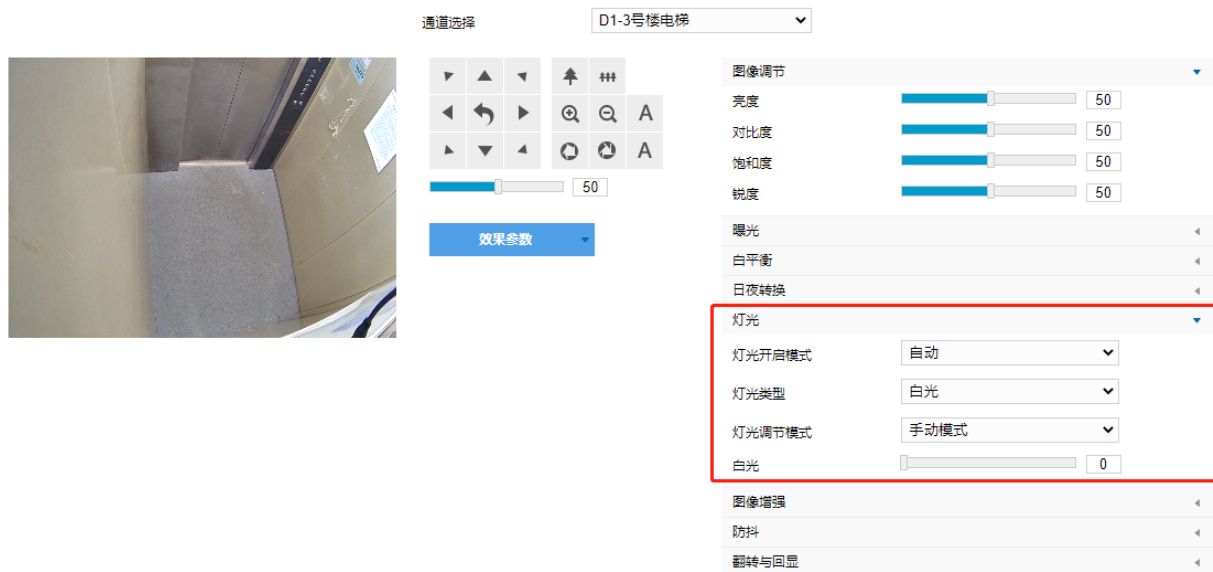 通道选择
D1-3号楼电梯
A
A
50
效果参数
图像调节
亮度 50
对比度 50
饱和度 50
锐度 50
曝光
白平衡
日夜转换
灯光
灯光开启模式 自动
灯光类型 白光
灯光调节模式 手动模式
白光 0
图像增强
防抖
翻转与回显